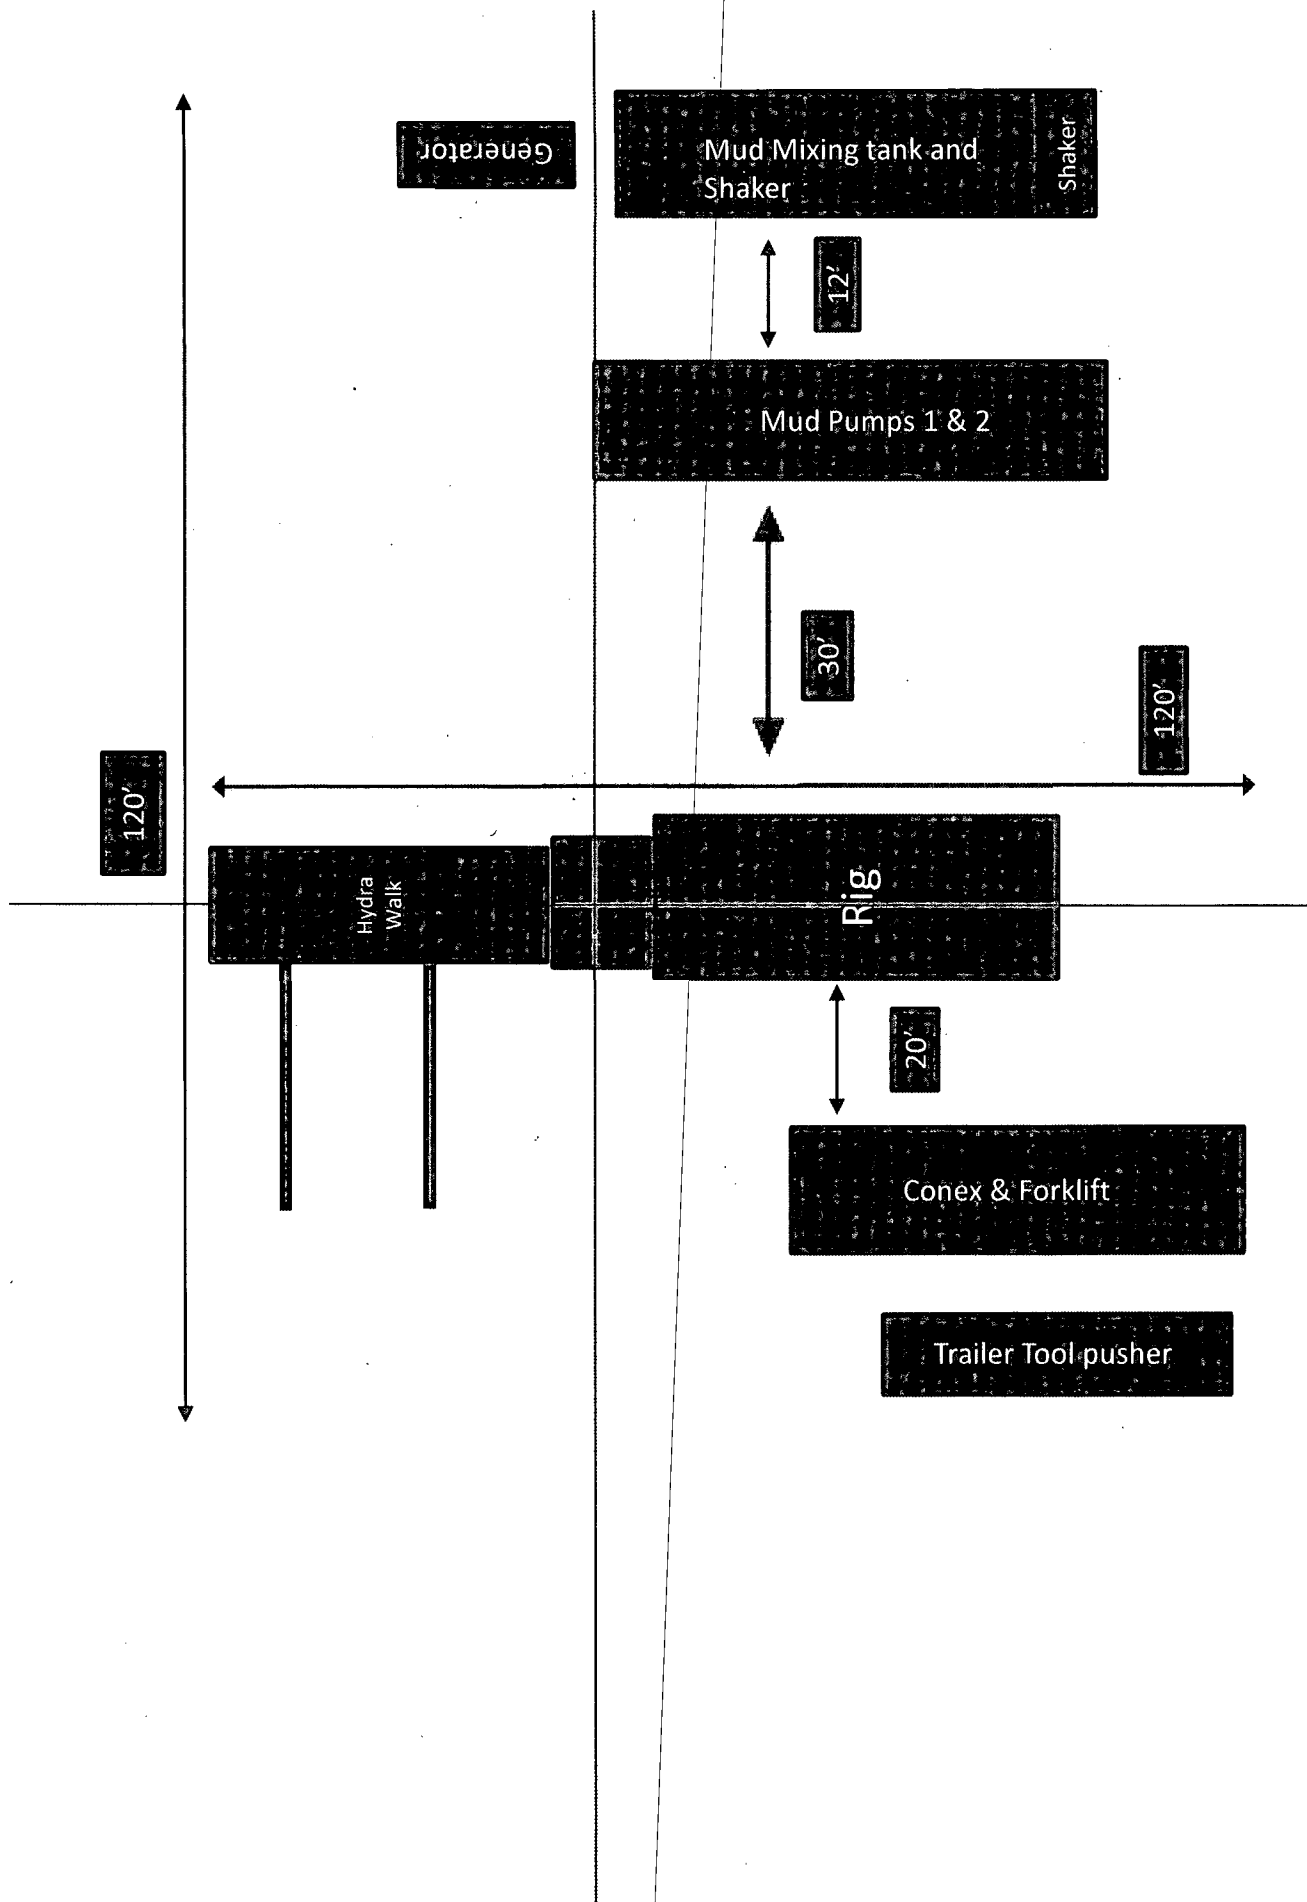 Generator
Mud Mixing tank and
Shaker
Shaker
12'
Mud Pumps 1 & 2
30'
120'
120'
Hydra
Walk
Rig
20'
Conex & Forklift
Trailer Tool pusher